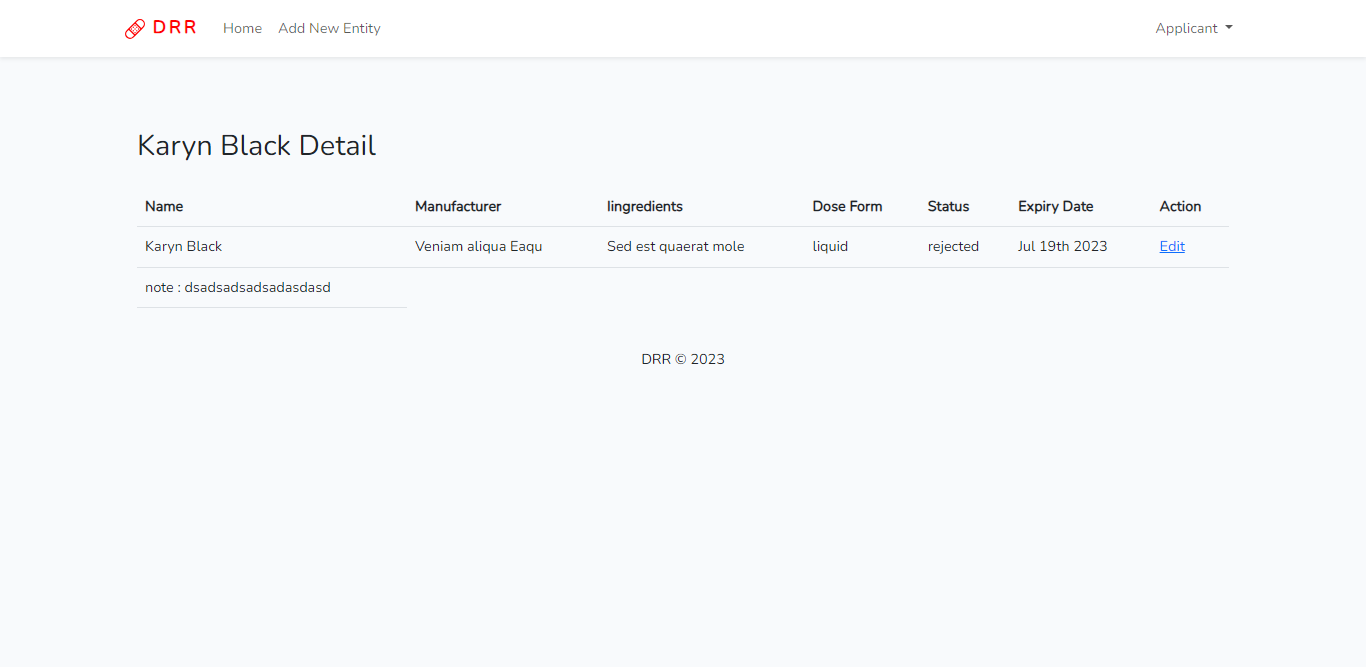 DRR Home Add New Entity Applicant
Karyn Black Detail
Name Manufacturer Iingredients Dose Form Status Expiry Date Action
Karyn Black Veniam aliqua Eaqu Sed est quaerat mole liquid rejected Jul 19th 2023 Edit
note : dsadsadsadsadasdasd
DRR © 2023